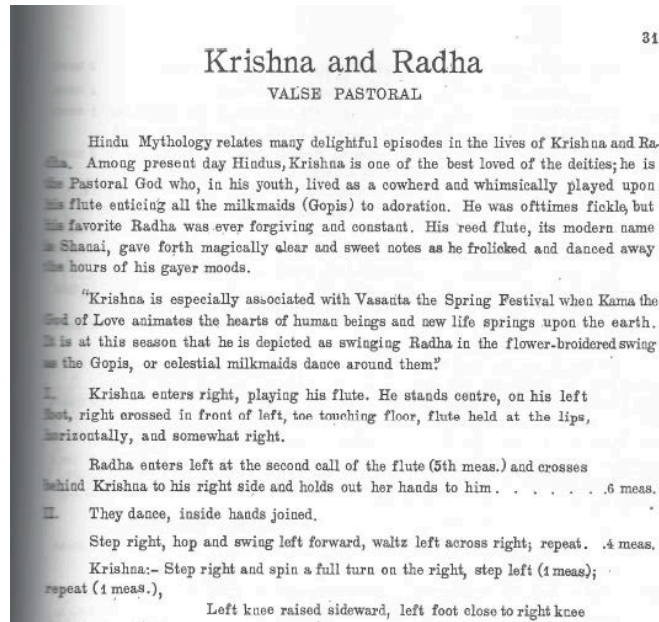 31
Krishna and Radha
VALSE PASTORAL
Hindu Mythology relates many delightful episodes in the lives of Krishna and Ra-
dha. Among present day Hindus, Krishna is one of the best loved of the deities; he is
the Pastoral God who, in his youth, lived as a cowherd and whimsically played upon
his flute enticing all the milkmaids (Gopis) to adoration. He was ofttimes fickle, but
his favorite Radha was ever forgiving and constant. His reed flute, its modern name
is Shanai, gave forth magically clear and sweet notes as he frolicked and danced away
the hours of his gayer moods.
"Krishna is especially associated with Vasanta the Spring Festival when Kama the
God of Love animates the hearts of human beings and new life springs upon the earth.
It is at this season that he is depicted as swinging Radha in the flower-broidered swing
as the Gopis, or celestial milkmaids dance around them."
I. Krishna enters right, playing his flute. He stands centre, on his left
foot, right crossed in front of left, toe touching floor, flute held at the lips,
horizontally, and somewhat right.
Radha enters left at the second call of the flute (5th meas.) and crosses
behind Krishna to his right side and holds out her hands to him . . . . . . . .6 meas.
II. They dance, inside hands joined.
Step right, hop and swing left forward, waltz left across right; repeat. .4 meas.
Krishna:- Step right and spin a full turn on the right, step left (1 meas.);
repeat (1 meas.),
Left knee raised sideward, left foot close to right knee